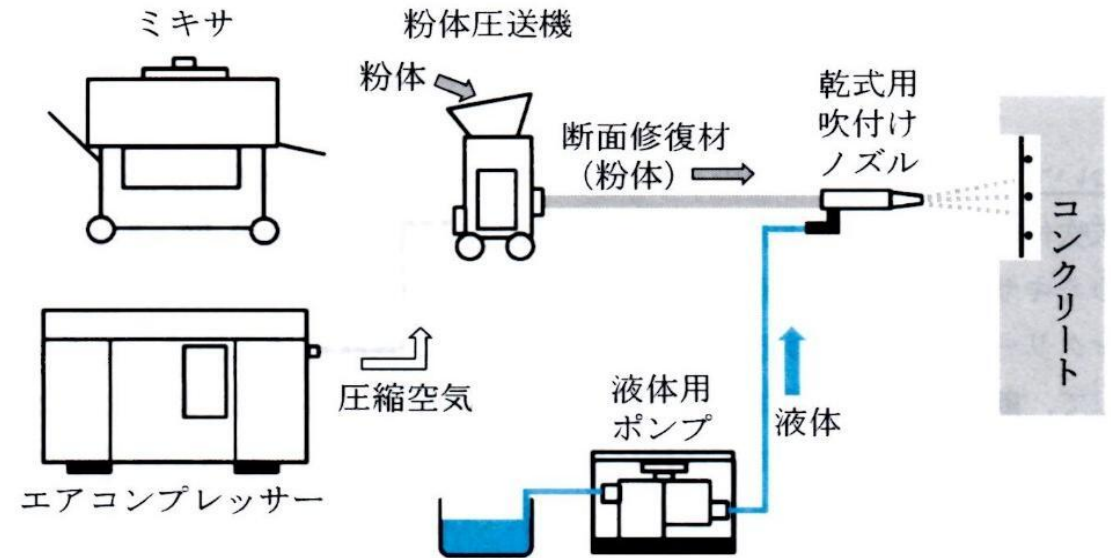 ミキサ
粉体圧送機
粉体
断面修復材
(粉体)
乾式用
吹付け
ノズル
コンクリート
圧縮空気
エアコンプレッサー
液体用
ポンプ
液体